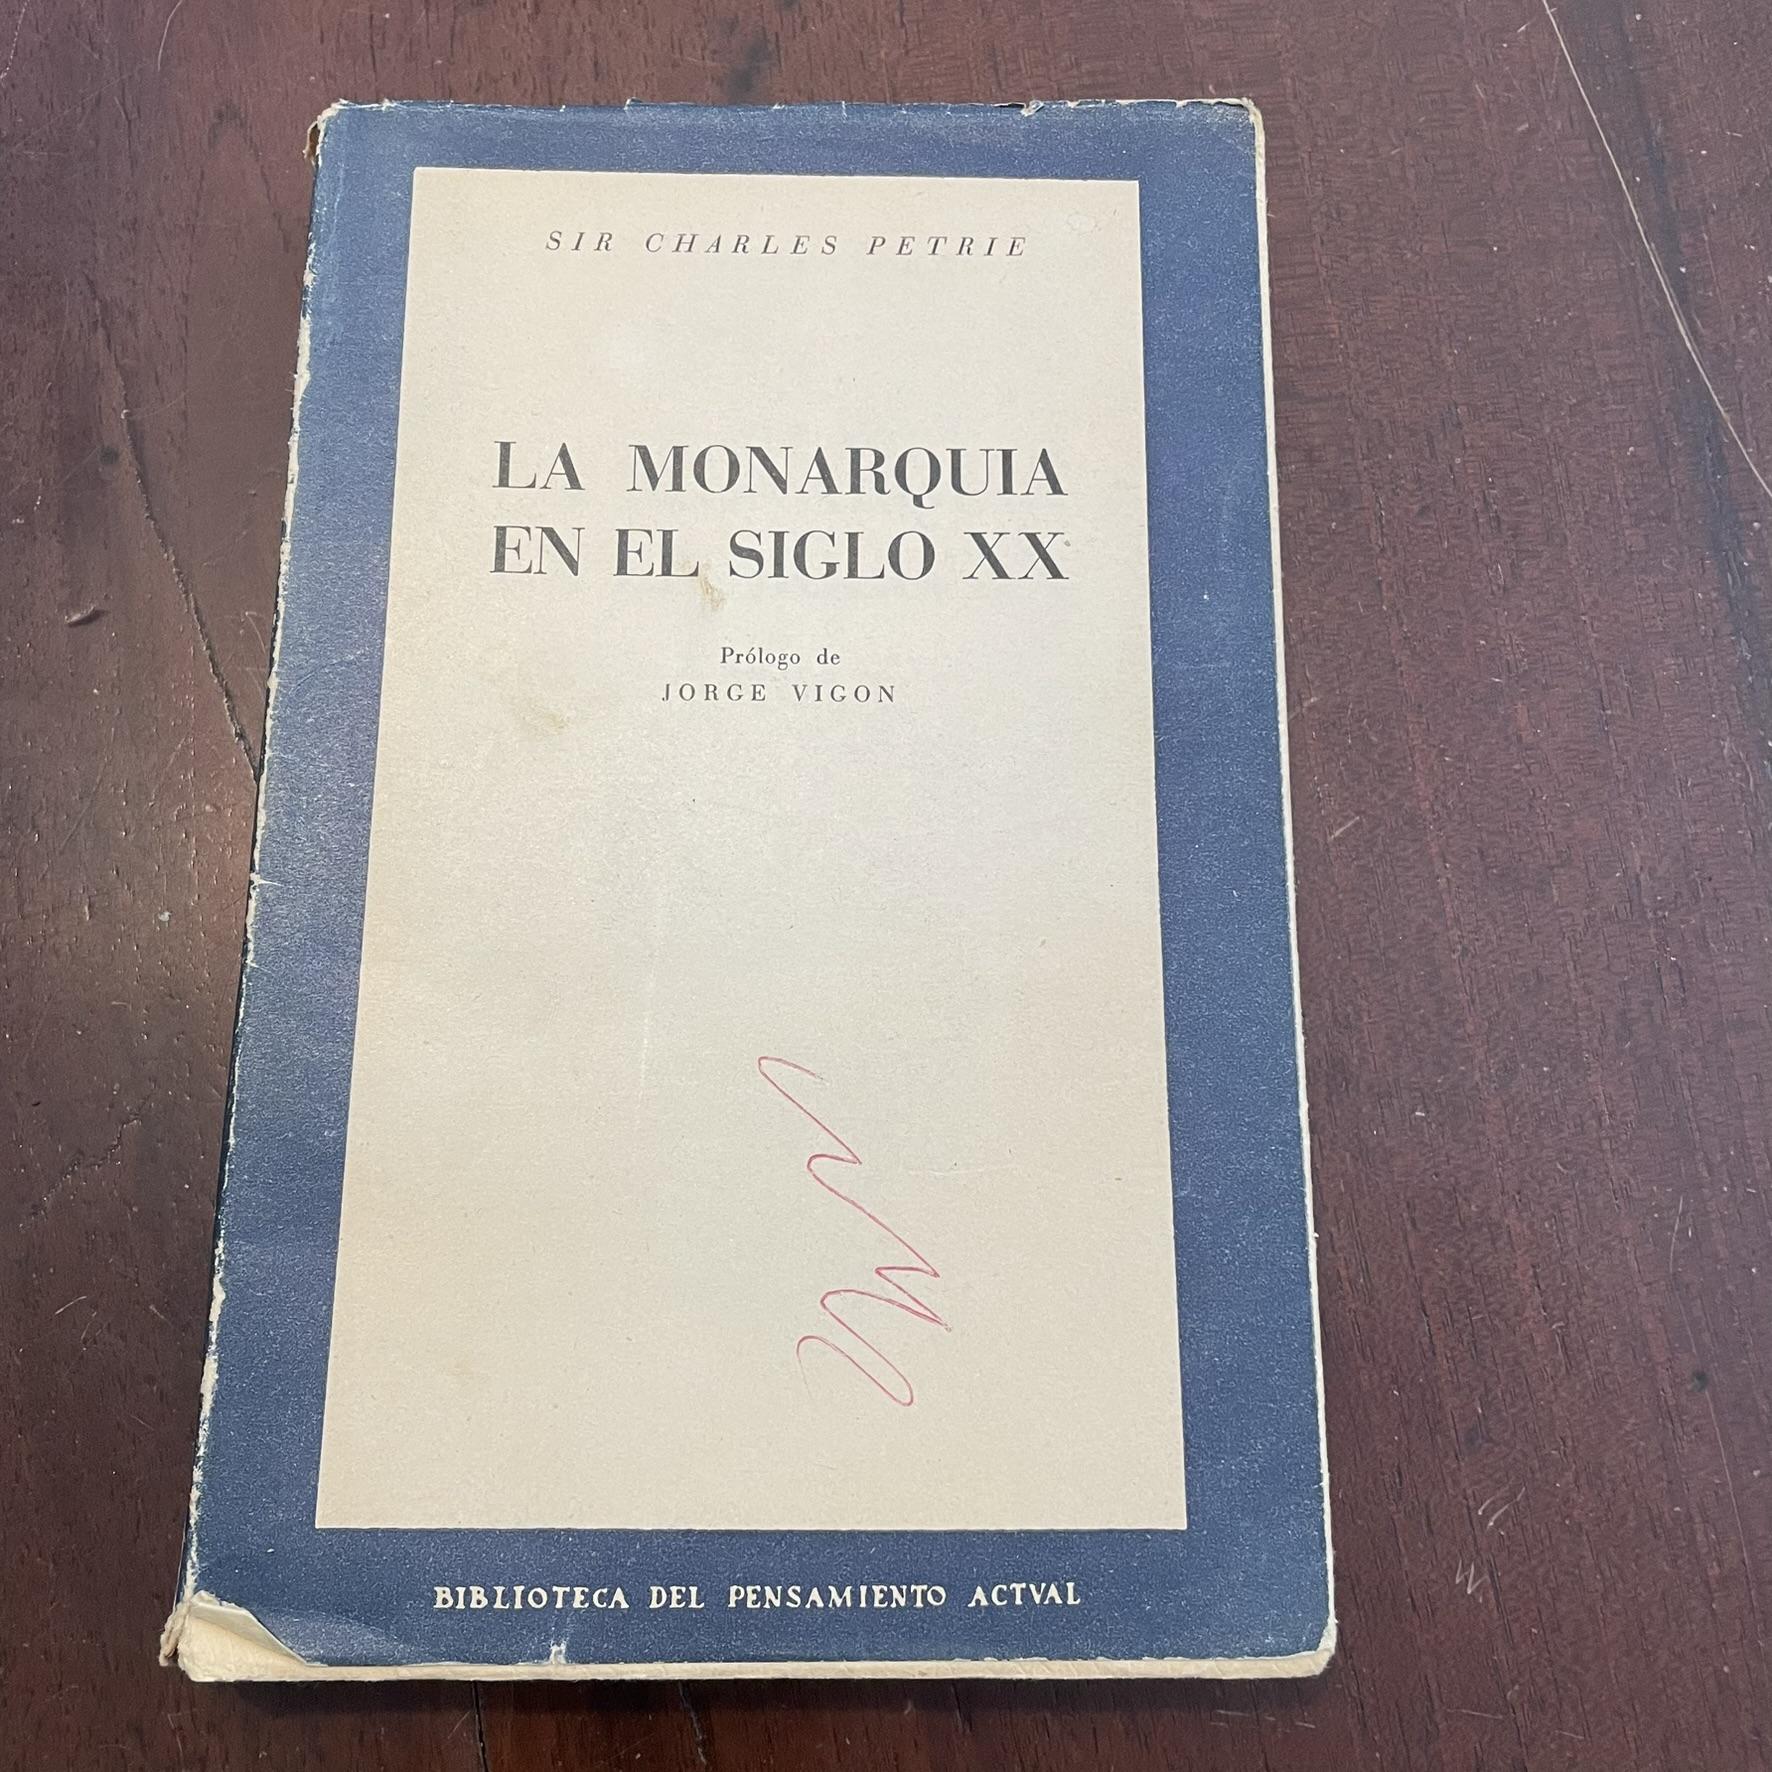 SIR CHARLES PETRIE
LA MONARQUIA
EN EL SIGLO XX
Prólogo de
JORGE VIGON
BIBLIOTECA DEL PENSAMIENTO ACTVAL